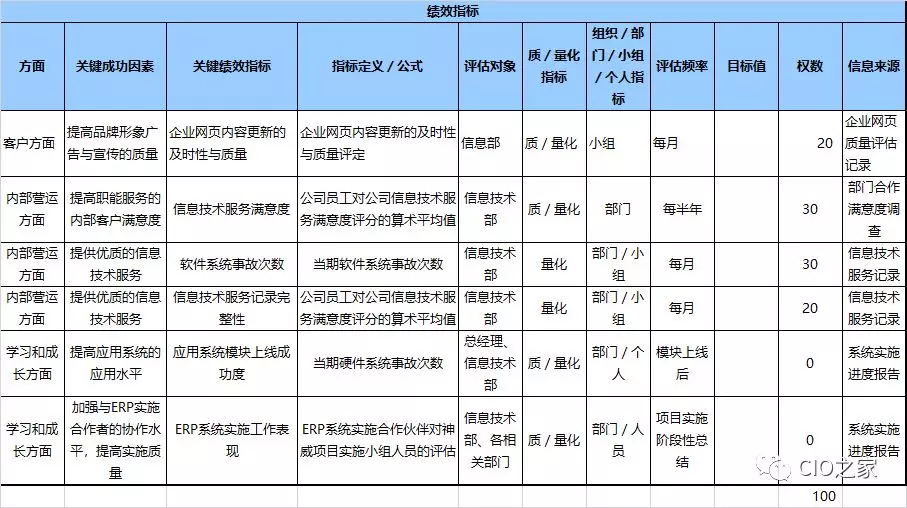 绩效指标
方面 关键成功因素 关键绩效指标 指标定义／公式 评估对象 质／量化指标 组织／部门／小组／个人指标 评估频率 目标值 权数 信息来源
客户方面 提高品牌形象广告与宣传的质量 企业网页内容更新的及时性与质量 企业网页内容更新的及时性与质量评定 信息部 质／量化 小组 每月 20 企业网页质量评估记录
内部营运方面 提高职能服务的内部客户满意度 信息技术服务满意度 公司员工对公司信息技术服务满意度评分的算术平均值 信息技术部 质／量化 部门 每半年 30 部门合作满意度调查
内部营运方面 提供优质的信息技术服务 软件系统事故次数 当期软件系统事故次数 信息技术部 量化 部门／小组 每月 30 信息技术服务记录
内部营运方面 提供优质的信息技术服务 信息技术服务记录完整性 公司员工对公司信息技术服务满意度评分的算术平均值 信息技术部 量化 部门／小组 每月 20 信息技术服务记录
学习和成长方面 提高应用系统的应用水平 应用系统模块上线成功度 当期硬件系统事故次数 总经理、信息技术部 质／量化 部门／个人 模块上线后 0 系统实施进度报告
学习和成长方面 加强与ERP实施合作者的协作水平，提高实施质量 ERP系统实施工作表现 ERP系统实施合作伙伴对神威项目实施小组人员的评估 信息技术部、各相关部门 质／量化 部门／人员 项目实施阶段性总结 0 系统实施进度报告
CIO之家
100